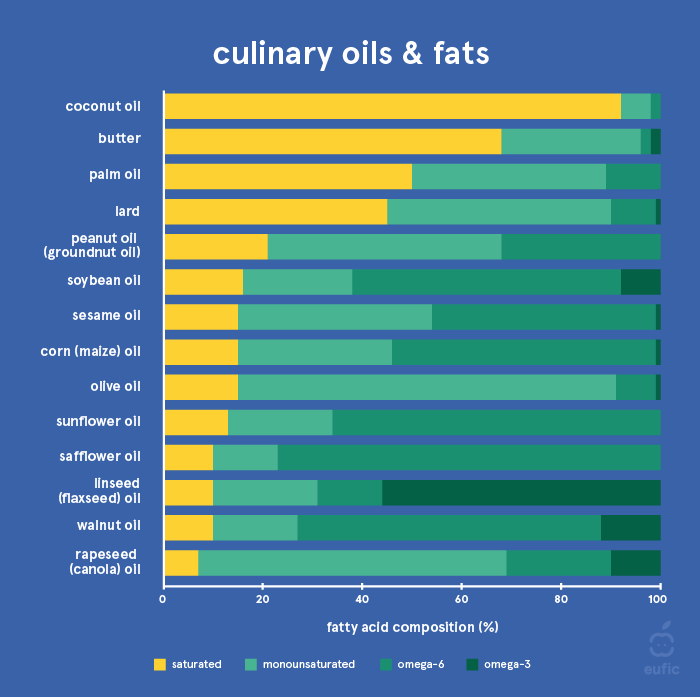 culinary oils & fats
coconut oil
butter
palm oil
lard
peanut oil
(groundnut oil)
soybean oil
sesame oil
corn (maize) oil
olive oil
sunflower oil
safflower oil
linseed
(flaxseed) oil
walnut oil
rapeseed
(canola) oil
0 20 40 60 80 100
fatty acid composition (%)
saturated monounsaturated omega-6 omega-3
eufic